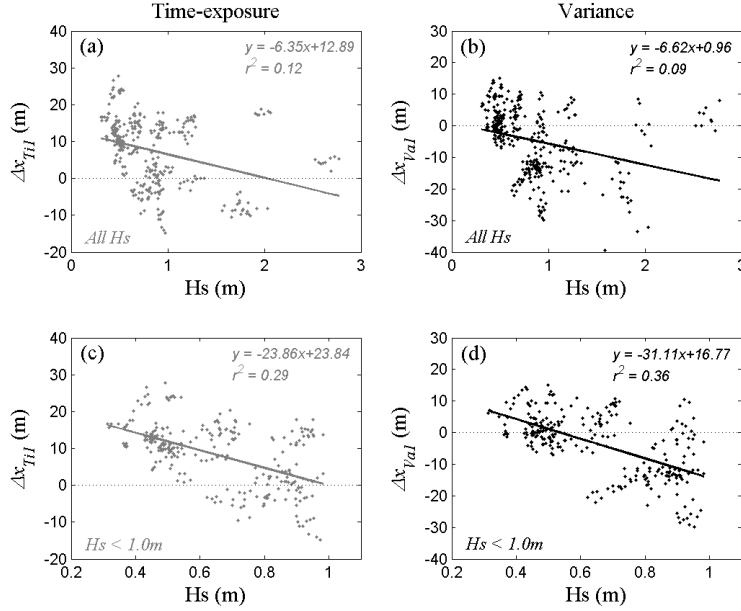 Time-exposure
Variance
(a)
y = -6.35x+12.89
r² = 0.12
40
30
20
10
0
-10
-20
Δx_Ti1 (m)
All Hs
0 1 2 3
Hs (m)
(b)
y = -6.62x+0.96
r² = 0.09
30
20
10
0
-10
-20
-30
-40
Δx_Va1 (m)
All Hs
0 1 2 3
Hs (m)
(c)
y = -23.86x+23.84
r² = 0.29
40
30
20
10
0
-10
-20
Δx_Ti1 (m)
Hs < 1.0m
0.2 0.4 0.6 0.8 1
Hs (m)
(d)
y = -31.11x+16.77
r² = 0.36
30
20
10
0
-10
-20
-30
-40
Δx_Va1 (m)
Hs < 1.0m
0.2 0.4 0.6 0.8 1
Hs (m)